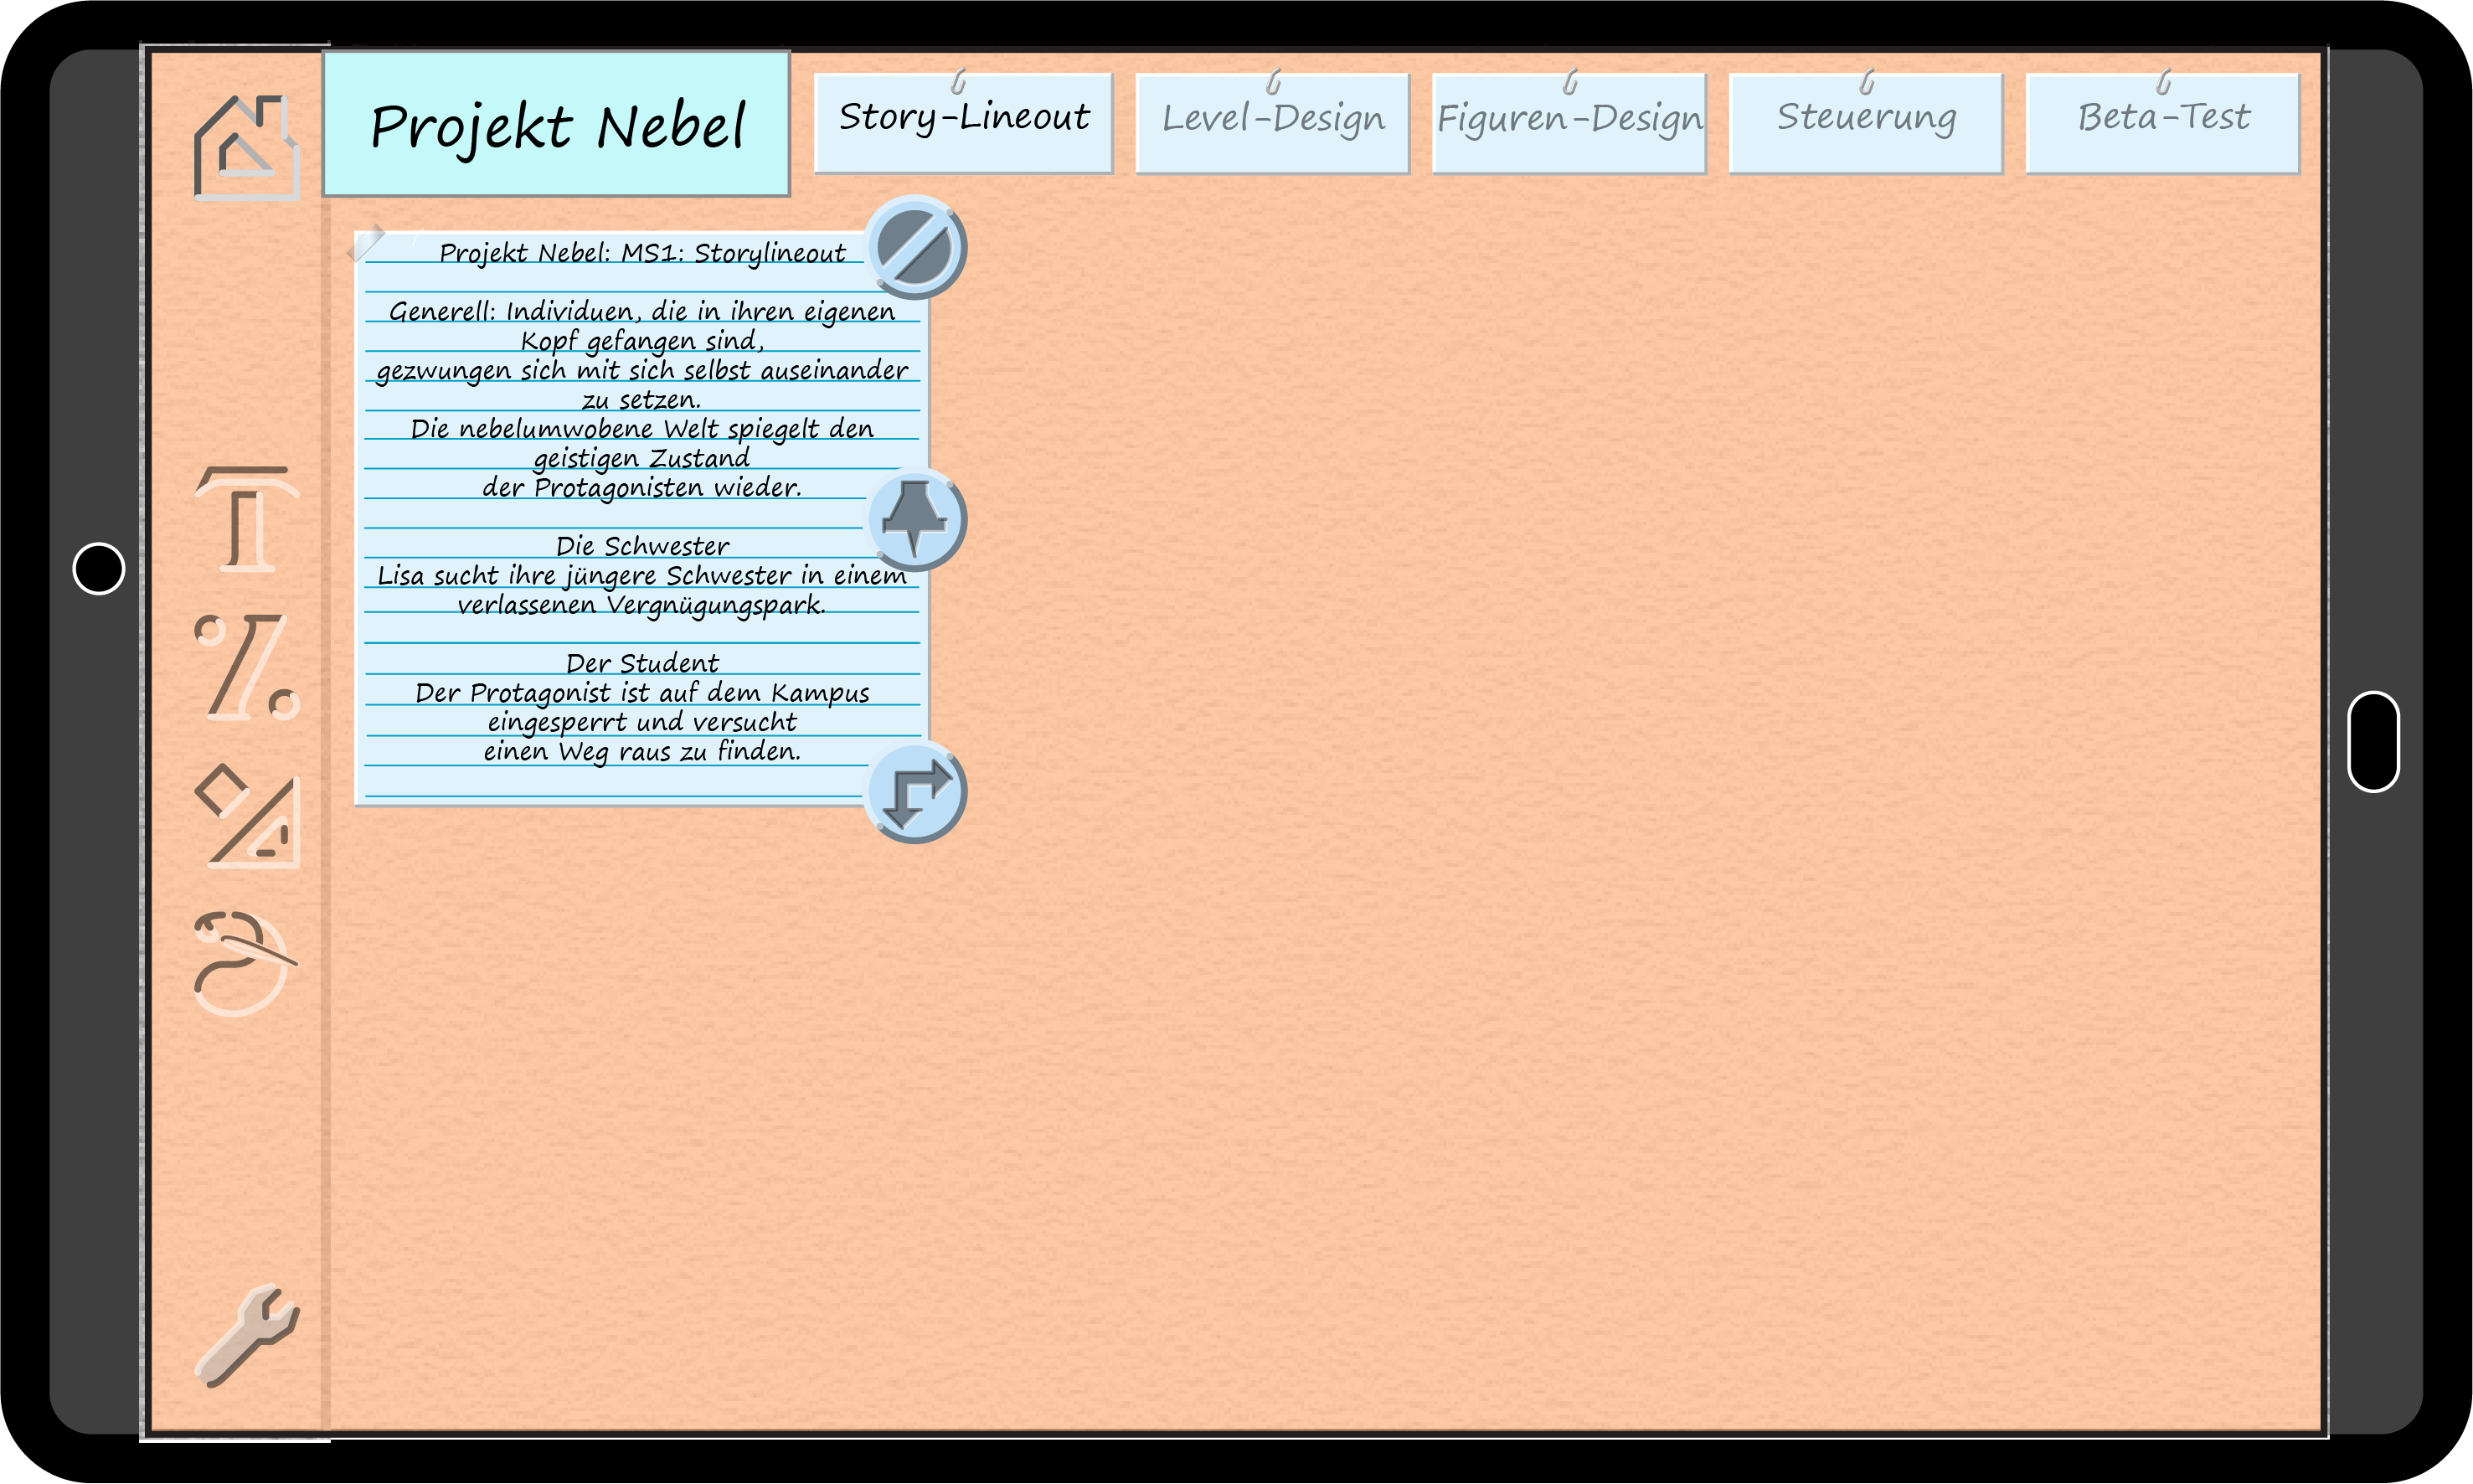 Projekt Nebel
Story-Lineout
Level-Design
Figuren-Design
Steuerung
Beta-Test
Projekt Nebel: MS1: Storylineout
Generell: Individuen, die in ihren eigenen
Kopf gefangen sind,
gezwungen sich mit sich selbst auseinander
zu setzen.
Die nebelumwobene Welt spiegelt den
geistigen Zustand
der Protagonisten wieder.
Die Schwester
Lisa sucht ihre jüngere Schwester in einem
verlassenen Vergnügungspark.
Der Student
Der Protagonist ist auf dem Kampus
eingesperrt und versucht
einen Weg raus zu finden.